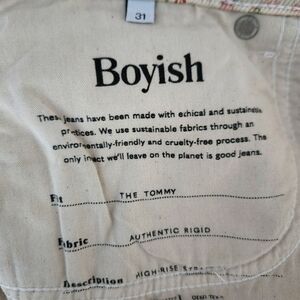 31
Boyish
These jeans have been made with ethical and sustainable
practices. We use sustainable fabrics through an
environmentally-friendly and cruelty-free process. The
only impact we'll leave on the planet is good jeans.
Fit THE TOMMY
Fabric AUTHENTIC RIGID
Description HIGH-RISE